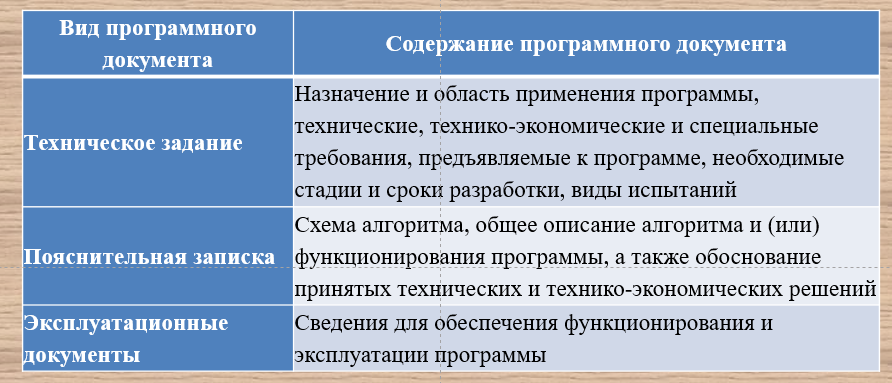 Вид программного
документа
Содержание программного документа
Техническое задание
Назначение и область применения программы,
технические, технико-экономические и специальные
требования, предъявляемые к программе, необходимые
стадии и сроки разработки, виды испытаний
Пояснительная записка
Схема алгоритма, общее описание алгоритма и (или)
функционирования программы, а также обоснование
принятых технических и технико-экономических решений
Эксплуатационные
документы
Сведения для обеспечения функционирования и
эксплуатации программы